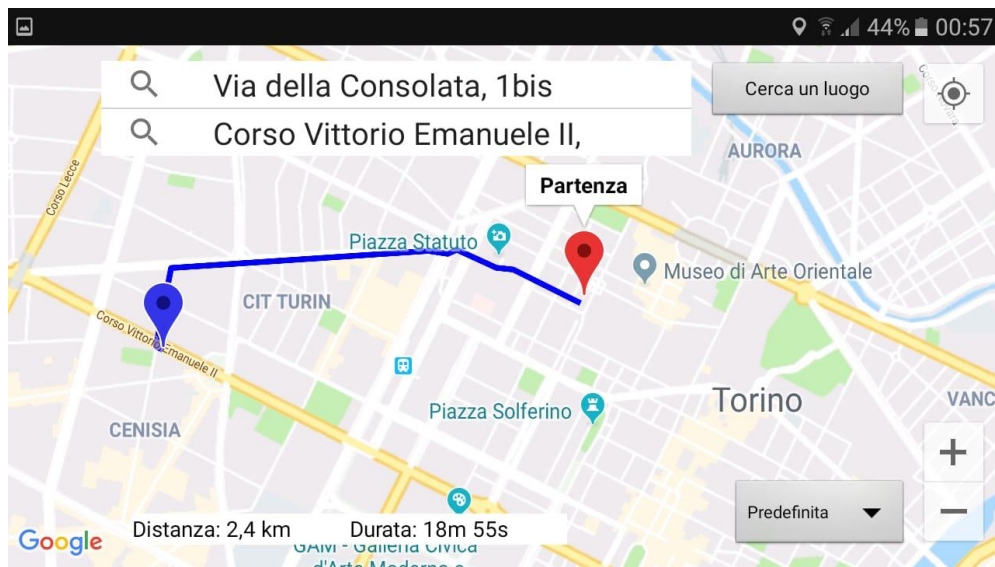 44% 00:57
Via della Consolata, 1bis
Cerca un luogo
Corso Vittorio Emanuele II,
AURORA
Corso Lecce
Partenza
Piazza Statuto
Museo di Arte Orientale
CIT TURIN
Corso Vittorio Emanuele II
Torino
VANC
Piazza Solferino
CENISIA
Predefinita
Distanza: 2,4 km Durata: 18m 55s
Google
GAM - Galleria Civica
d'Arte Moderna e